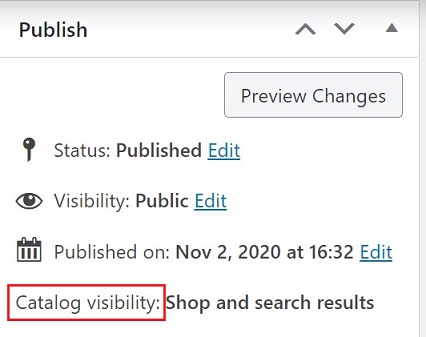 Publish
Preview Changes
Status: Published Edit
Visibility: Public Edit
Published on: Nov 2, 2020 at 16:32 Edit
Catalog visibility: Shop and search results